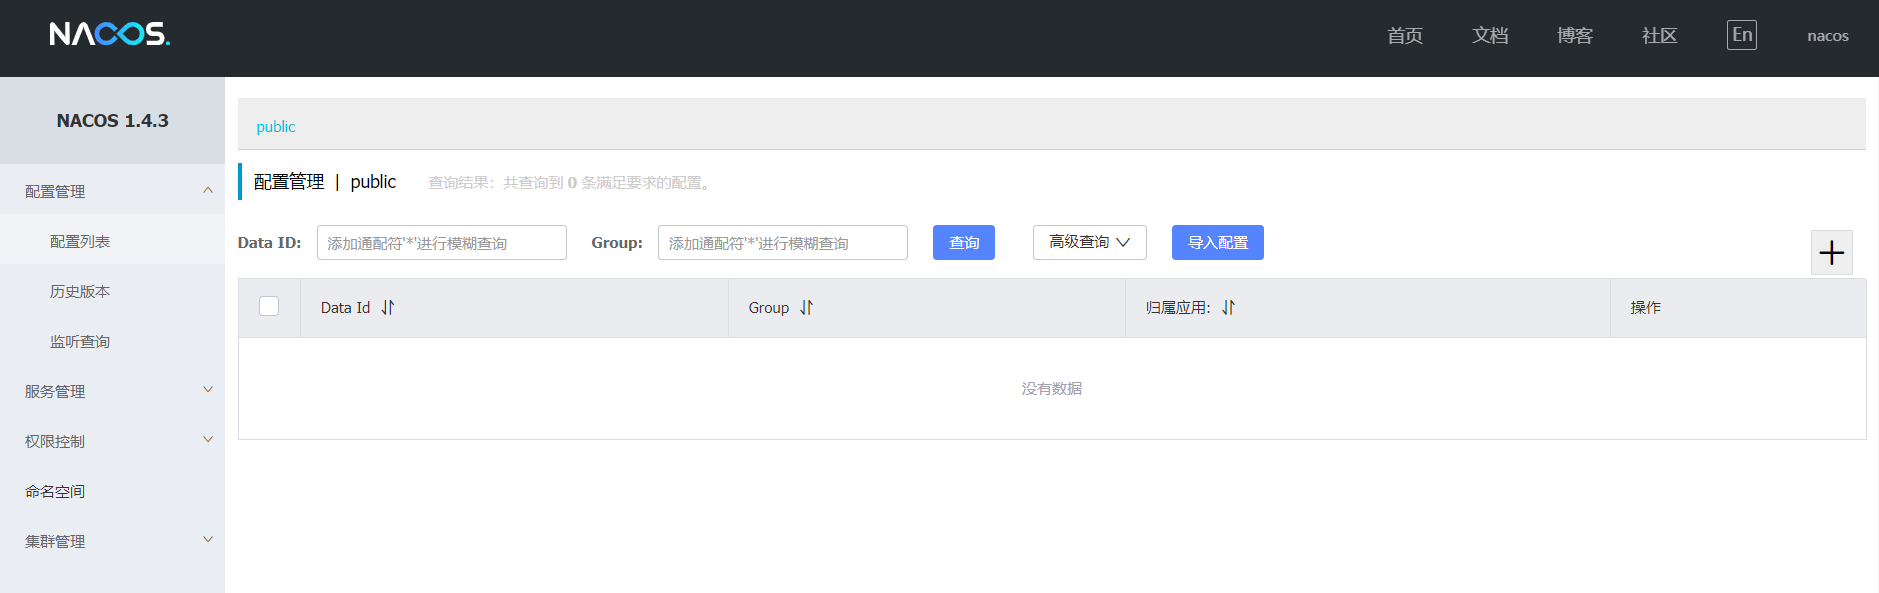 NACOS.
首页 文档 博客 社区 En nacos
NACOS 1.4.3
配置管理
配置列表
历史版本
监听查询
服务管理
权限控制
命名空间
集群管理
public
配置管理 | public 查询结果：共查询到 0 条满足要求的配置。
Data ID: 添加通配符'*'进行模糊查询 Group: 添加通配符'*'进行模糊查询 查询 高级查询 导入配置
Data Id Group 归属应用: 操作
没有数据